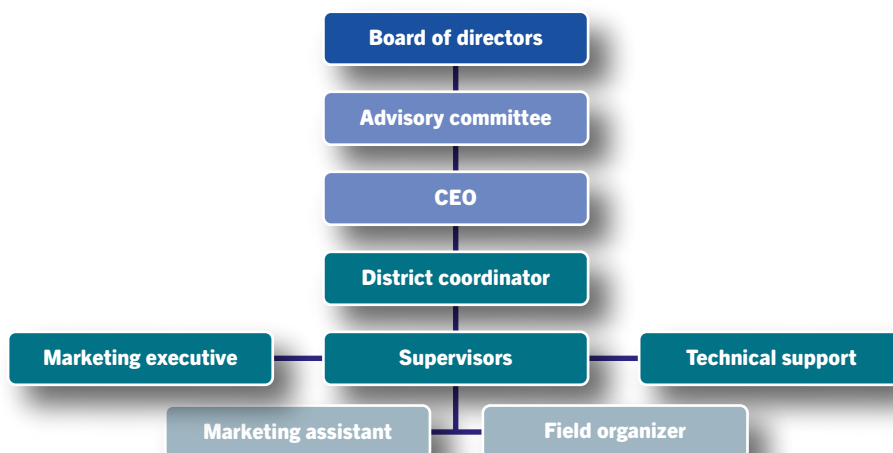 Board of directors
Advisory committee
CEO
District coordinator
Marketing executive
Supervisors
Technical support
Marketing assistant
Field organizer